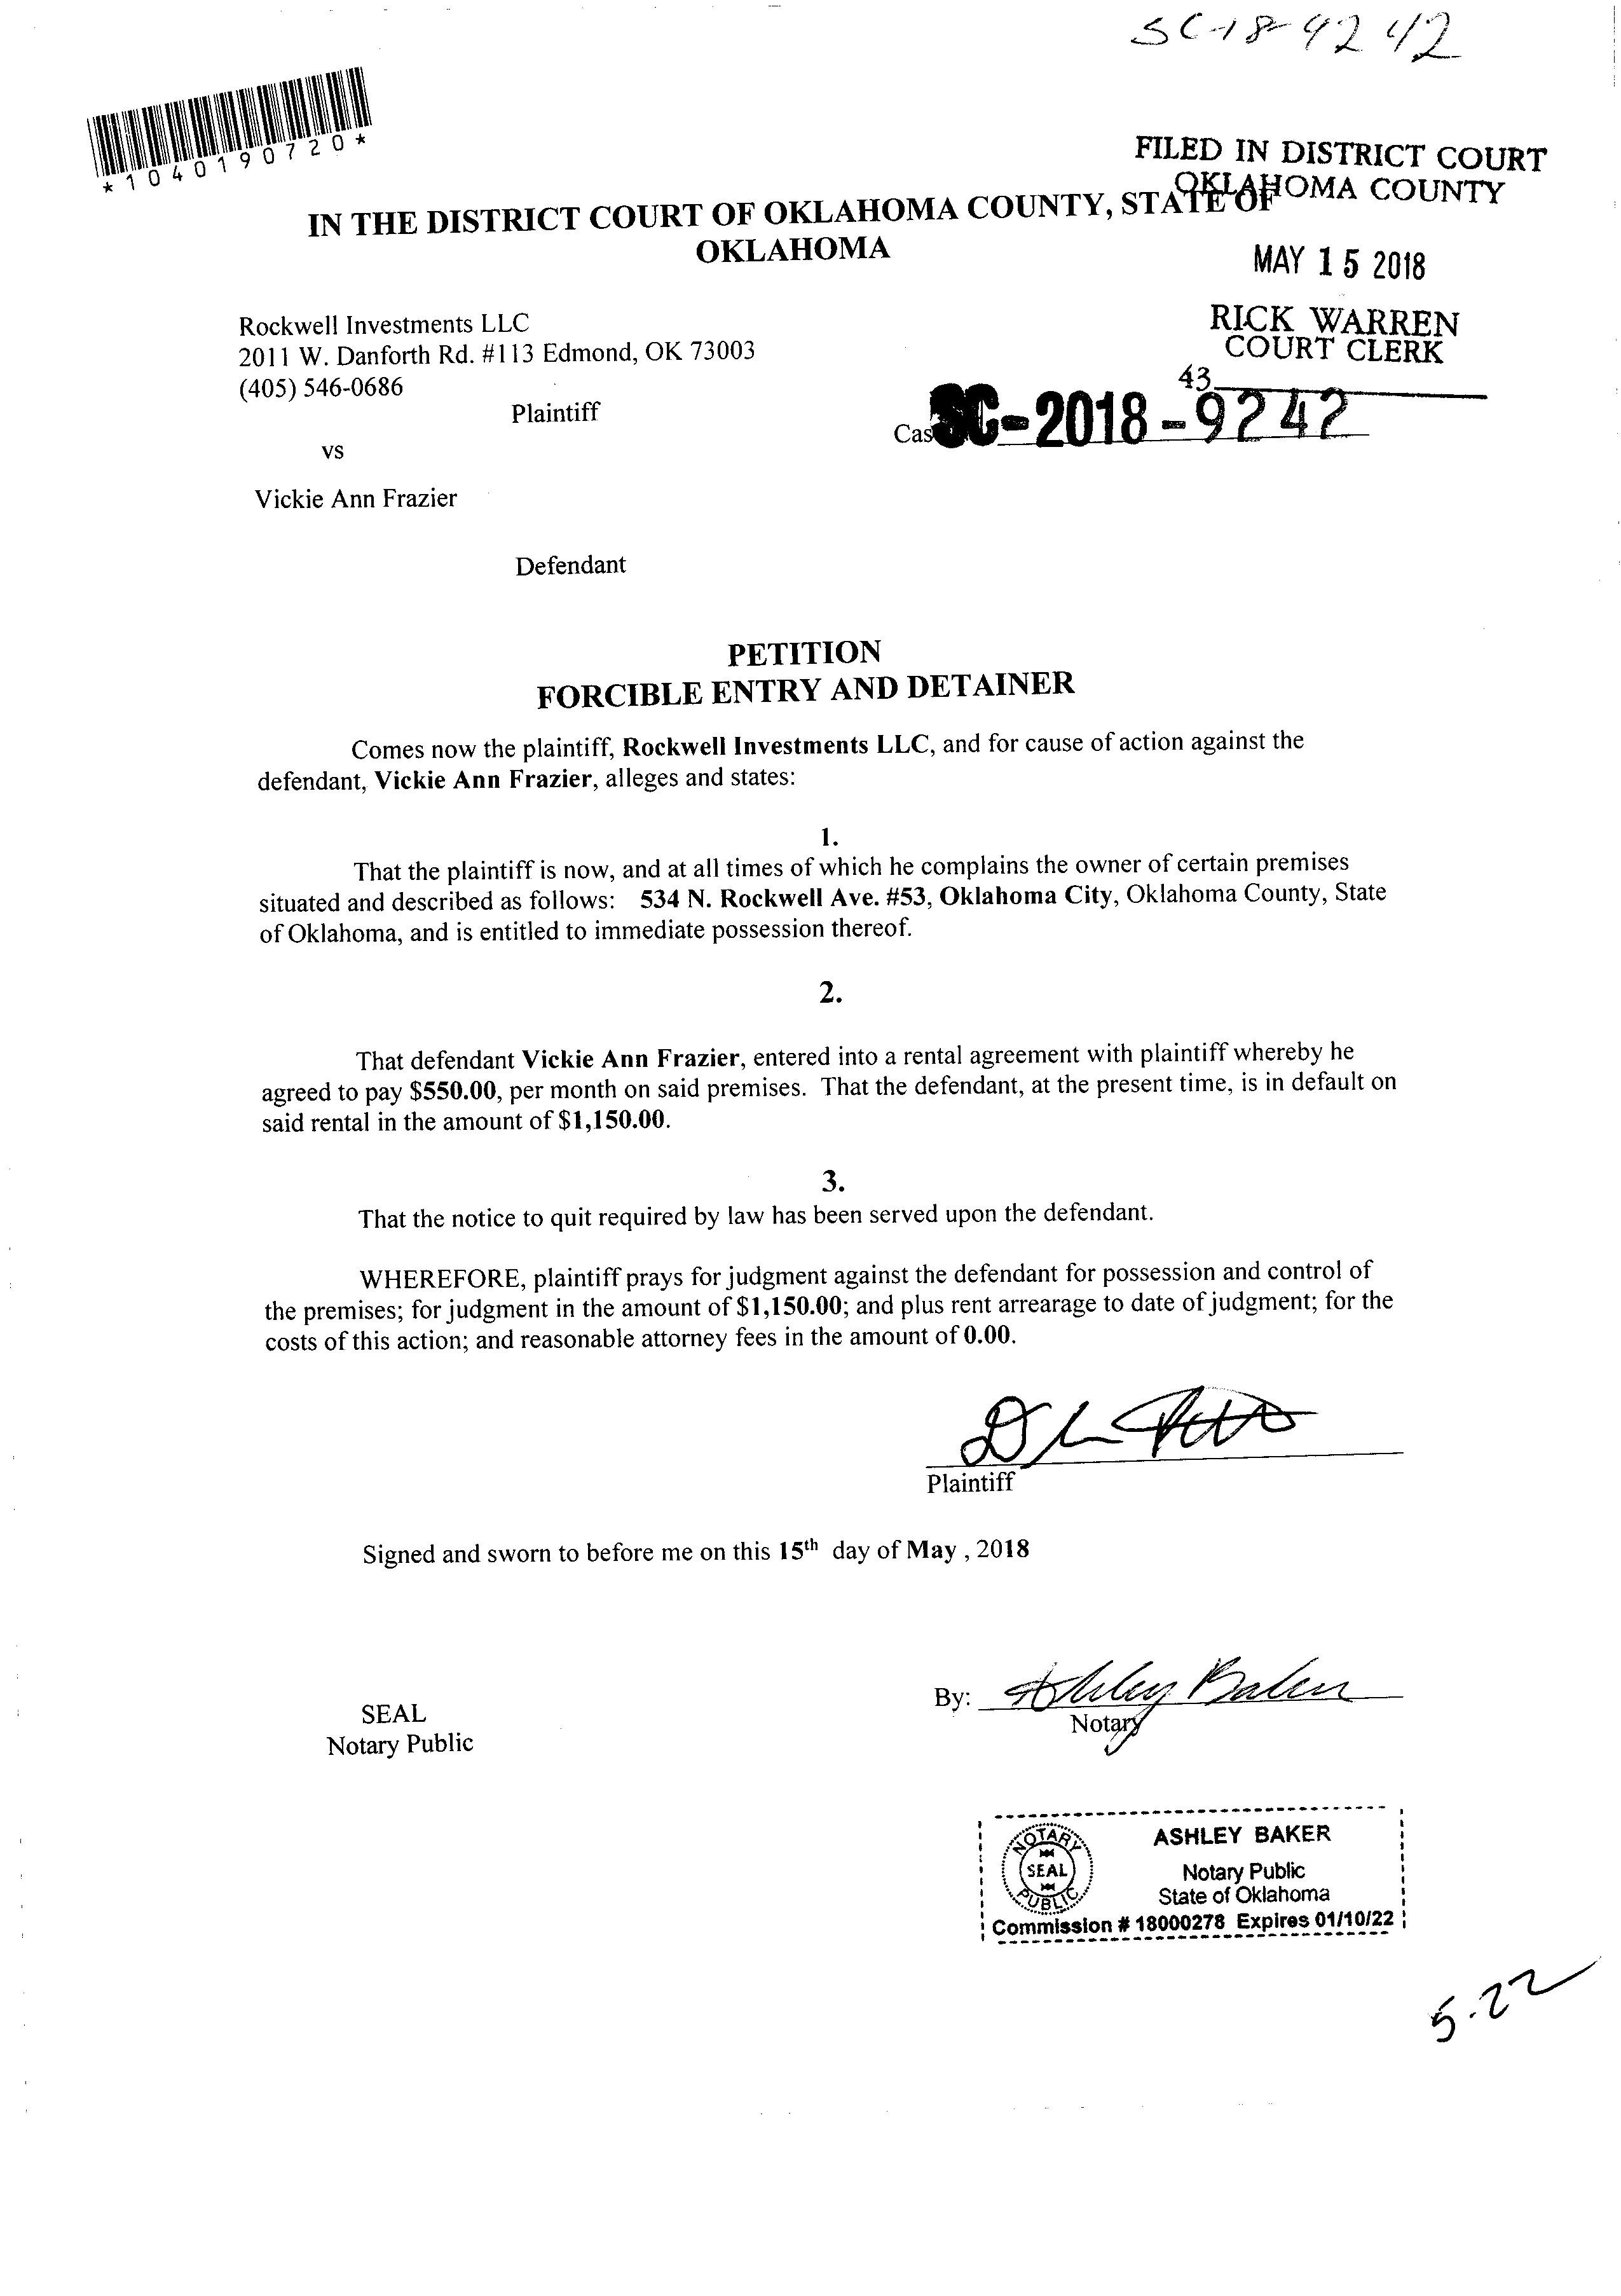 SC-18-9242
*1040190720*
FILED IN DISTRICT COURT
OKLAHOMA COUNTY
IN THE DISTRICT COURT OF OKLAHOMA COUNTY, STATE OF
OKLAHOMA
MAY 15 2018
Rockwell Investments LLC
2011 W. Danforth Rd. #113 Edmond, OK 73003
(405) 546-0686
RICK WARREN
COURT CLERK
43
Plaintiff
Cas SC-2018-9242
vs
Vickie Ann Frazier
Defendant
PETITION
FORCIBLE ENTRY AND DETAINER
Comes now the plaintiff, Rockwell Investments LLC, and for cause of action against the
defendant, Vickie Ann Frazier, alleges and states:
1.
That the plaintiff is now, and at all times of which he complains the owner of certain premises
situated and described as follows: 534 N. Rockwell Ave. #53, Oklahoma City, Oklahoma County, State
of Oklahoma, and is entitled to immediate possession thereof.
2.
That defendant Vickie Ann Frazier, entered into a rental agreement with plaintiff whereby he
agreed to pay $550.00, per month on said premises. That the defendant, at the present time, is in default on
said rental in the amount of $1,150.00.
3.
That the notice to quit required by law has been served upon the defendant.
WHEREFORE, plaintiff prays for judgment against the defendant for possession and control of
the premises; for judgment in the amount of $1,150.00; and plus rent arrearage to date of judgment; for the
costs of this action; and reasonable attorney fees in the amount of 0.00.
Plaintiff
Signed and sworn to before me on this 15th day of May , 2018
By: Ashley Baker
Notary
SEAL
Notary Public
NOTARY
SEAL
PUBLIC
ASHLEY BAKER
Notary Public
State of Oklahoma
Commission # 18000278 Expires 01/10/22
5.22